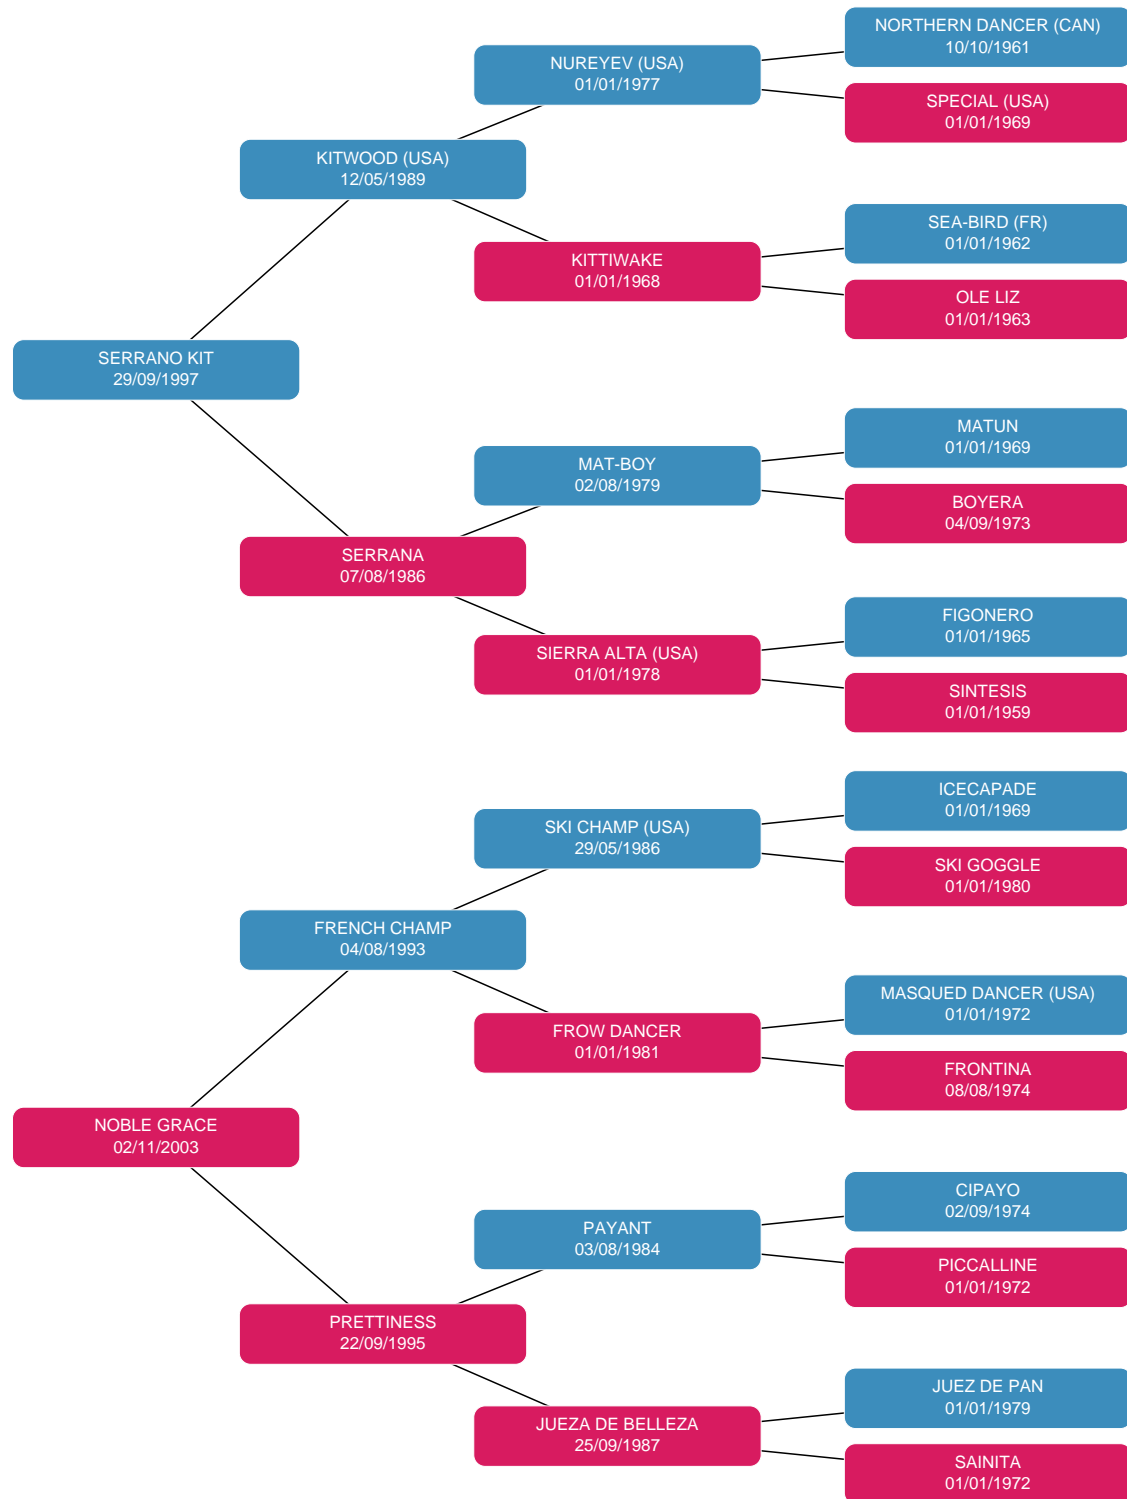 NORTHERN DANCER (CAN)
10/10/1961
NUREYEV (USA)
01/01/1977
SPECIAL (USA)
01/01/1969
KITWOOD (USA)
12/05/1989
SEA-BIRD (FR)
01/01/1962
KITTIWAKE
01/01/1968
OLE LIZ
01/01/1963
SERRANO KIT
29/09/1997
MATUN
01/01/1969
MAT-BOY
02/08/1979
BOYERA
04/09/1973
SERRANA
07/08/1986
FIGONERO
01/01/1965
SIERRA ALTA (USA)
01/01/1978
SINTESIS
01/01/1959
ICECAPADE
01/01/1969
SKI CHAMP (USA)
29/05/1986
SKI GOGGLE
01/01/1980
FRENCH CHAMP
04/08/1993
MASQUED DANCER (USA)
01/01/1972
FROW DANCER
01/01/1981
FRONTINA
08/08/1974
NOBLE GRACE
02/11/2003
CIPAYO
02/09/1974
PAYANT
03/08/1984
PICCALLINE
01/01/1972
PRETTINESS
22/09/1995
JUEZ DE PAN
01/01/1979
JUEZA DE BELLEZA
25/09/1987
SAINITA
01/01/1972